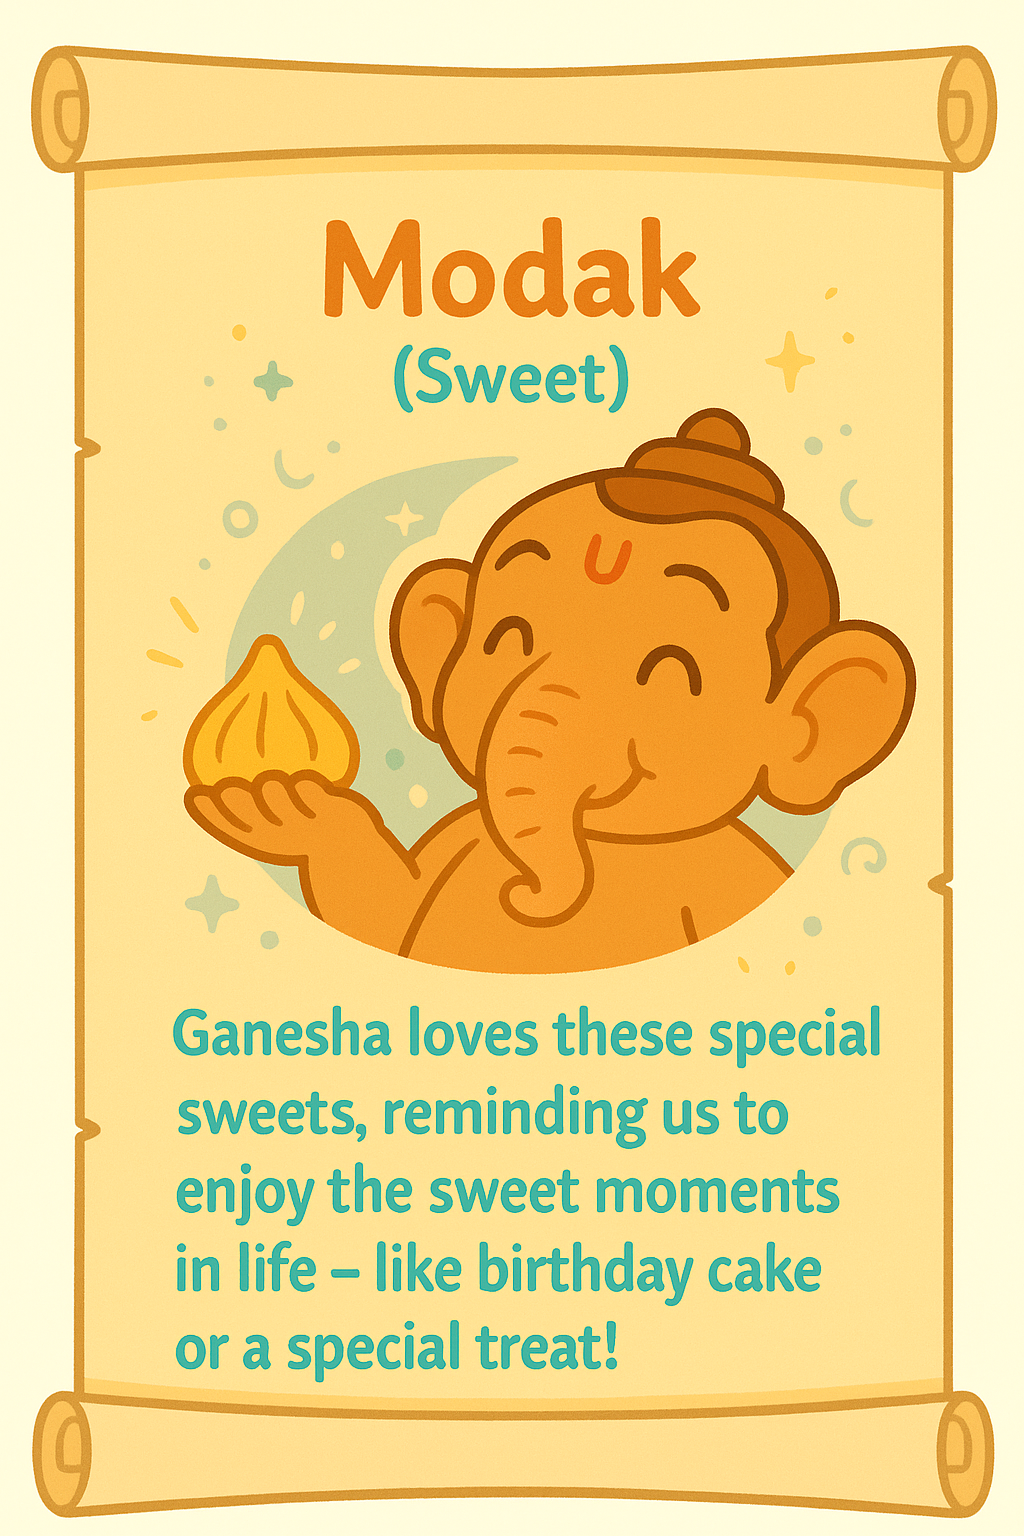 Modak
(Sweet)
Ganesha loves these special
sweets, reminding us to
enjoy the sweet moments
in life – like birthday cake
or a special treat!